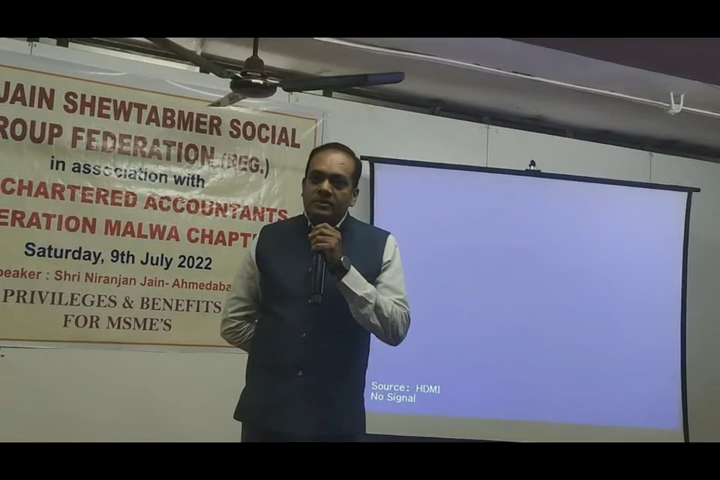 JAIN SHEWTABMER SOCIAL
ROUP FEDERATION (REG.)
in association with
CHARTERED ACCOUNTANTS
ERATION MALWA CHAPT
Saturday, 9th July 2022
peaker : Shri Niranjan Jain- Ahmedaba
PRIVILEGES & BENEFITS
FOR MSME'S
Source: HDMI
No Signal